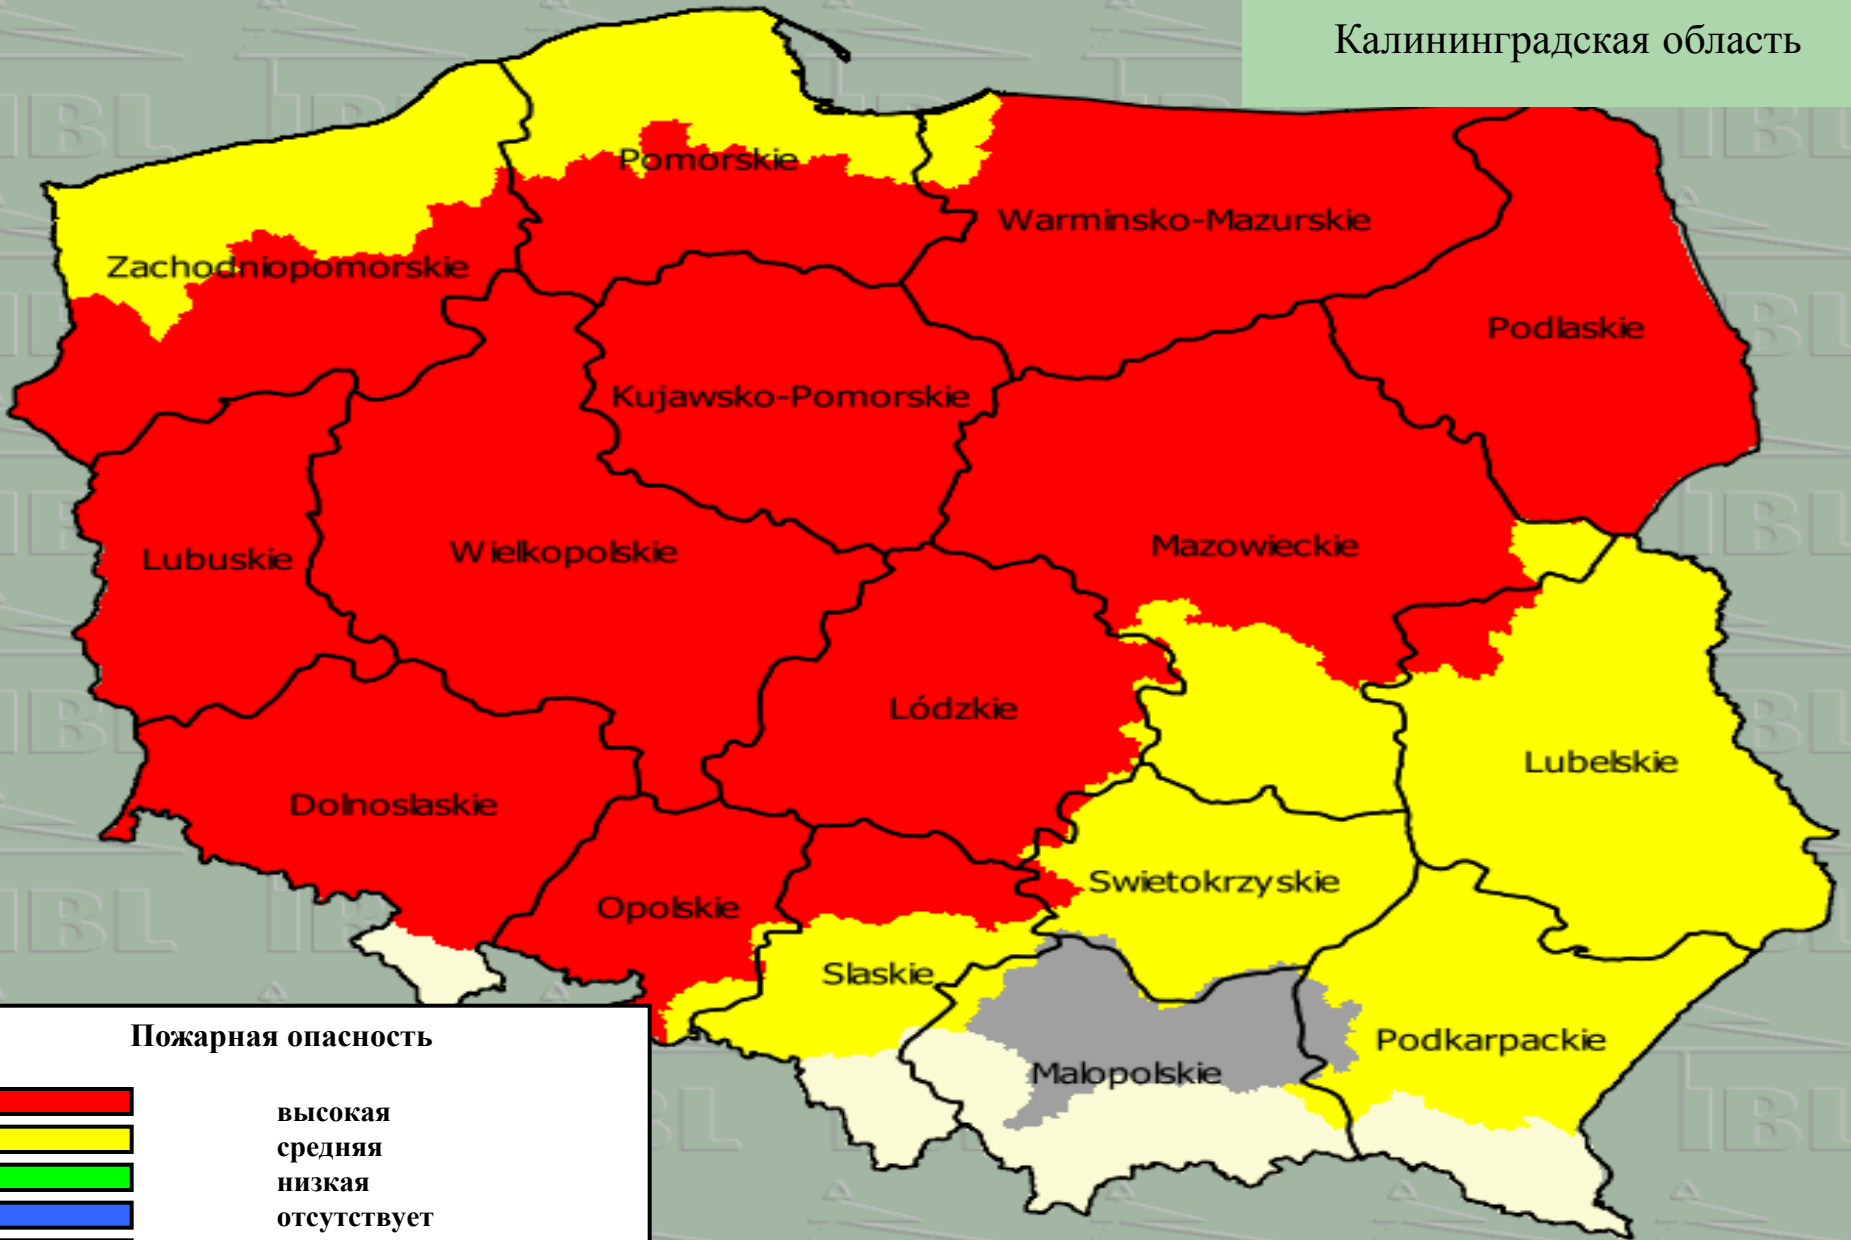 Калининградская область
Pomorskie
Warminsko-Mazurskie
Zachodniopomorskie
Podlaskie
Kujawsko-Pomorskie
Mazowieckie
Lubuskie
Wielkopolskie
Lódzkie
Lubelskie
Dolnoslaskie
Swietokrzyskie
Opolskie
Slaskie
Podkarpackie
Malopolskie
Пожарная опасность
высокая
средняя
низкая
отсутствует
IBL